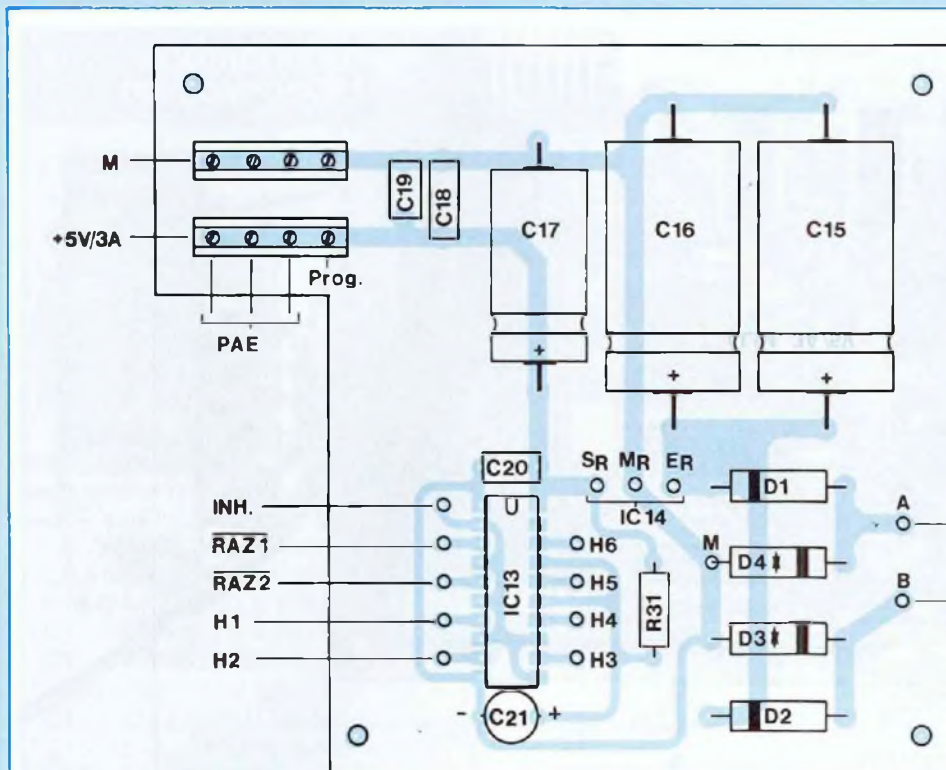 M
C19
C18
C17
C16
C15
+5V/3A
Prog.
PAE
+
+
+
C20
SR MR ER
IC14
D1
INH.
U
A
RAZ1
H6
M
D4
RAZ2
IC13
H5
R31
B
H1
H4
D3
H2
H3
- C21 +
D2